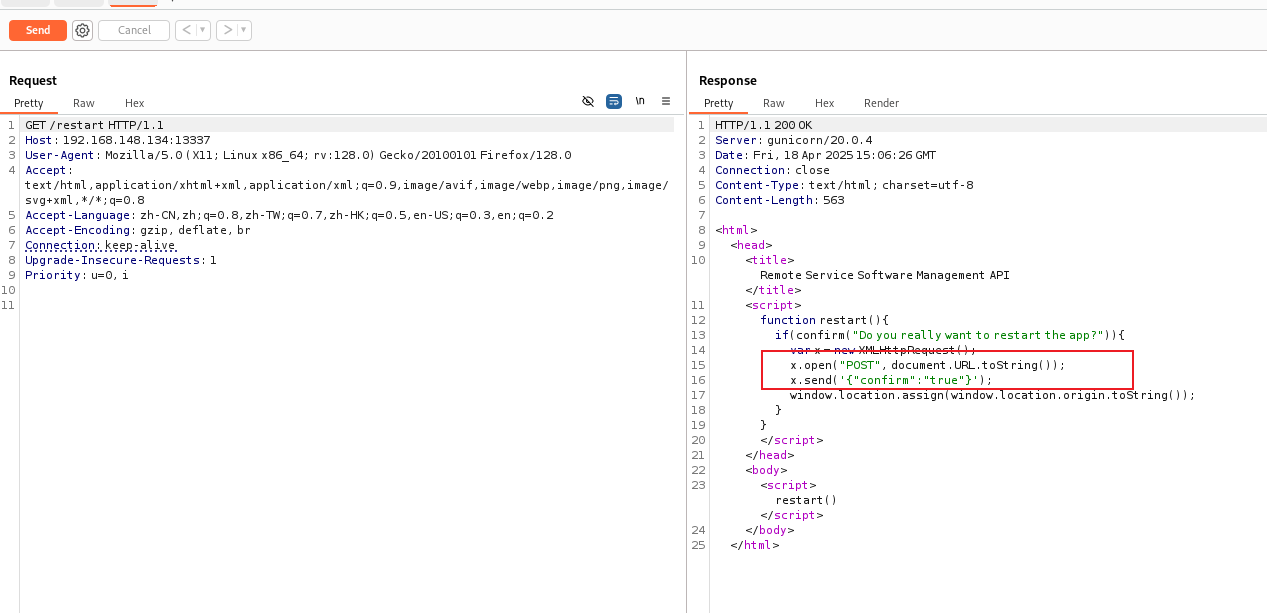 Send
Cancel
<
>
Request
Pretty
Raw
Hex
\n
1 GET /restart HTTP/1.1
2 Host: 192.168.148.134:13337
3 User-Agent: Mozilla/5.0 (X11; Linux x86_64; rv:128.0) Gecko/20100101 Firefox/128.0
4 Accept:
text/html,application/xhtml+xml,application/xml;q=0.9,image/avif,image/webp,image/png,image/
svg+xml,*/*;q=0.8
5 Accept-Language: zh-CN,zh;q=0.8,zh-TW;q=0.7,zh-HK;q=0.5,en-US;q=0.3,en;q=0.2
6 Accept-Encoding: gzip, deflate, br
7 Connection: keep-alive
8 Upgrade-Insecure-Requests: 1
9 Priority: u=0, i
10
11
Response
Pretty
Raw
Hex
Render
1 HTTP/1.1 200 OK
2 Server: gunicorn/20.0.4
3 Date: Fri, 18 Apr 2025 15:06:26 GMT
4 Connection: close
5 Content-Type: text/html; charset=utf-8
6 Content-Length: 563
7
8 <html>
9 <head>
10 <title>
Remote Service Software Management API
</title>
11 <script>
12 function restart(){
13 if(confirm("Do you really want to restart the app?")){
14 var x = new XMLHttpRequest();
15 x.open("POST", document.URL.toString());
16 x.send('{"confirm":"true"}');
17 window.location.assign(window.location.origin.toString());
18 }
19 }
20 </script>
21 </head>
22 <body>
23 <script>
restart()
</script>
24 </body>
25 </html>